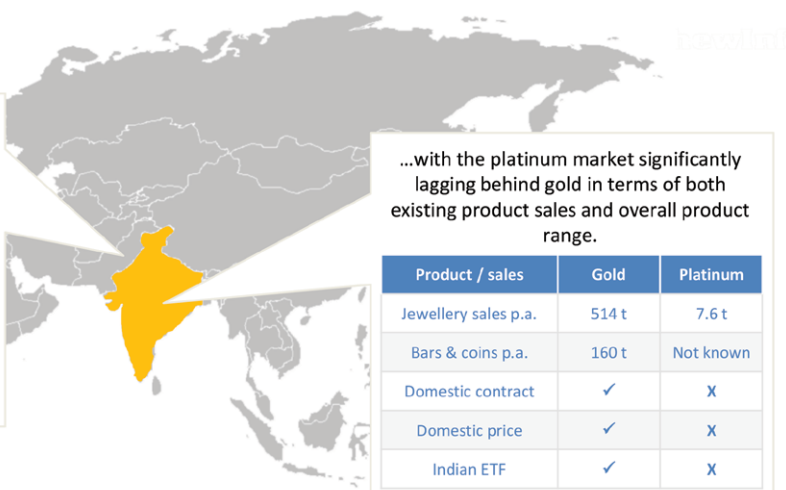 ...with the platinum market significantly
lagging behind gold in terms of both
existing product sales and overall product
range.
Product / sales Gold Platinum
Jewellery sales p.a. 514 t 7.6 t
Bars & coins p.a. 160 t Not known
Domestic contract ✓ X
Domestic price ✓ X
Indian ETF ✓ X